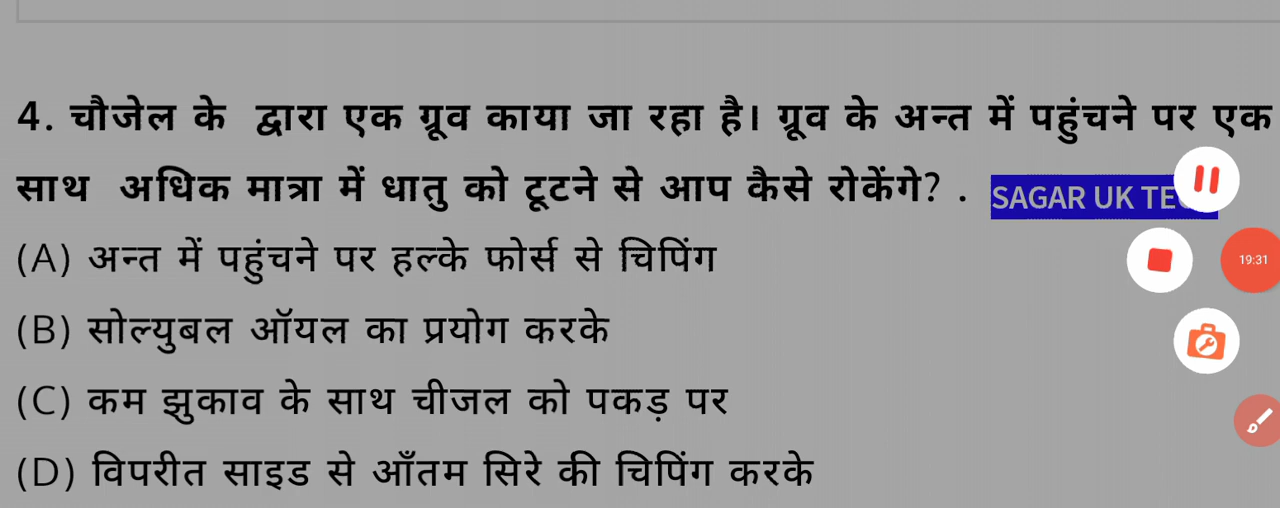 4. चौजेल के द्वारा एक ग्रूव काया जा रहा है। ग्रूव के अन्त में पहुंचने पर एक
साथ अधिक मात्रा में धातु को टूटने से आप कैसे रोकेंगे? .
SAGAR UK
(A) अन्त में पहुंचने पर हल्के फोर्स से चिपिंग
19:31
(B) सोल्युबल ऑयल का प्रयोग करके
(C) कम झुकाव के साथ चीजल को पकड़ पर
(D) विपरीत साइड से आँतम सिरे की चिपिंग करके